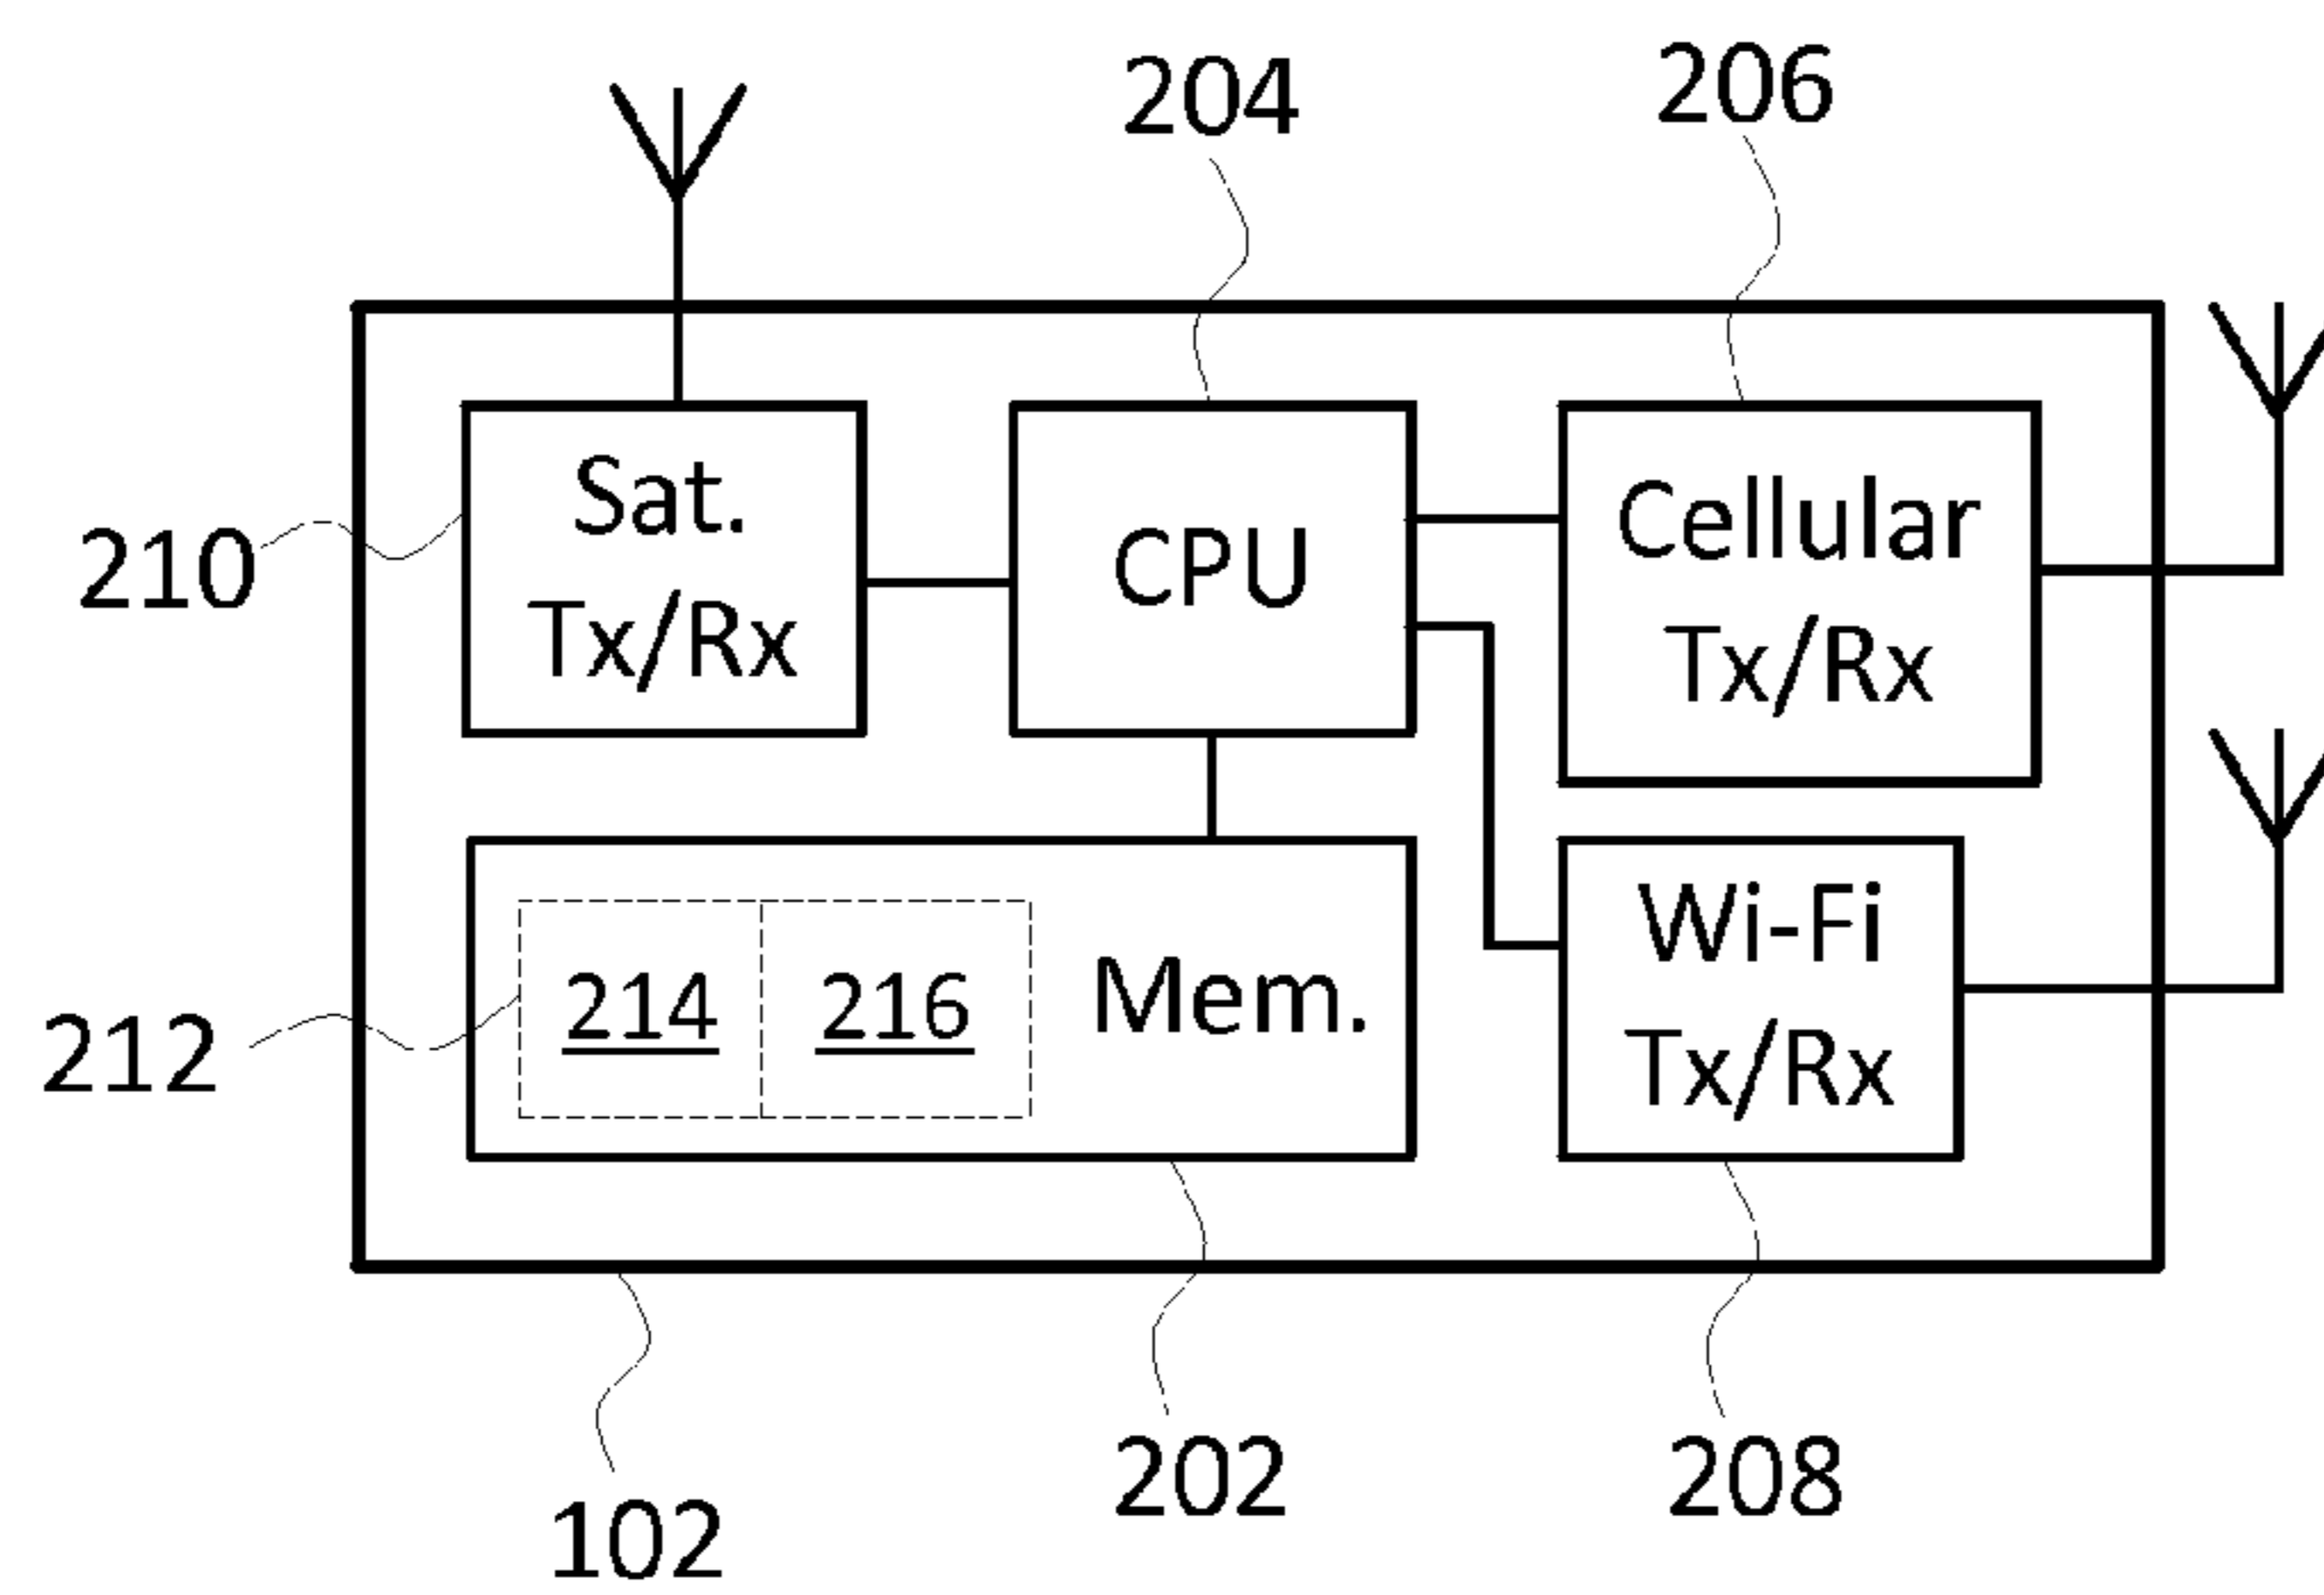 204
206
210
Sat.
Tx/Rx
CPU
Cellular
Tx/Rx
212
214
216
Mem.
Wi-Fi
Tx/Rx
102
202
208